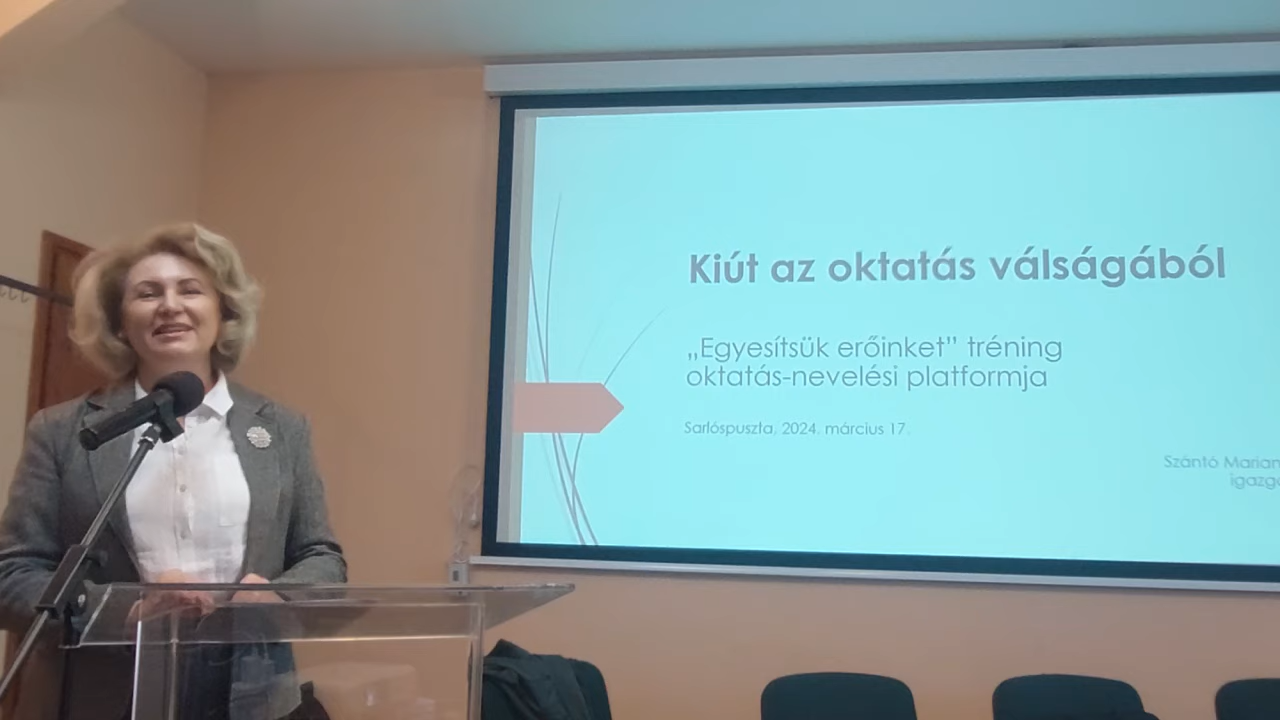 Kiút az oktatás válságából
„Egyesítsük erőinket” tréning
oktatás-nevelési platformja
Sarlóspuszta, 2024. március 17.
Szántó